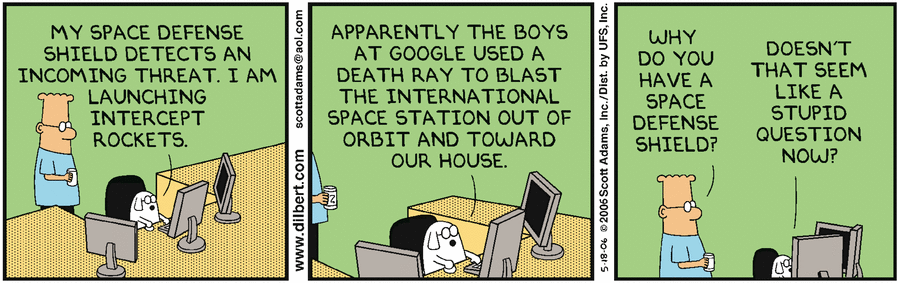 MY SPACE DEFENSE
SHIELD DETECTS AN
INCOMING THREAT. I AM
LAUNCHING
INTERCEPT
ROCKETS.
www.dilbert.com scottadams@aol.com
APPARENTLY THE BOYS
AT GOOGLE USED A
DEATH RAY TO BLAST
THE INTERNATIONAL
SPACE STATION OUT OF
ORBIT AND TOWARD
OUR HOUSE.
5-18-06 © 2006 Scott Adams, Inc./Dist. by UFS, Inc.
WHY
DO YOU
HAVE A
SPACE
DEFENSE
SHIELD?
DOESN'T
THAT SEEM
LIKE A
STUPID
QUESTION
NOW?